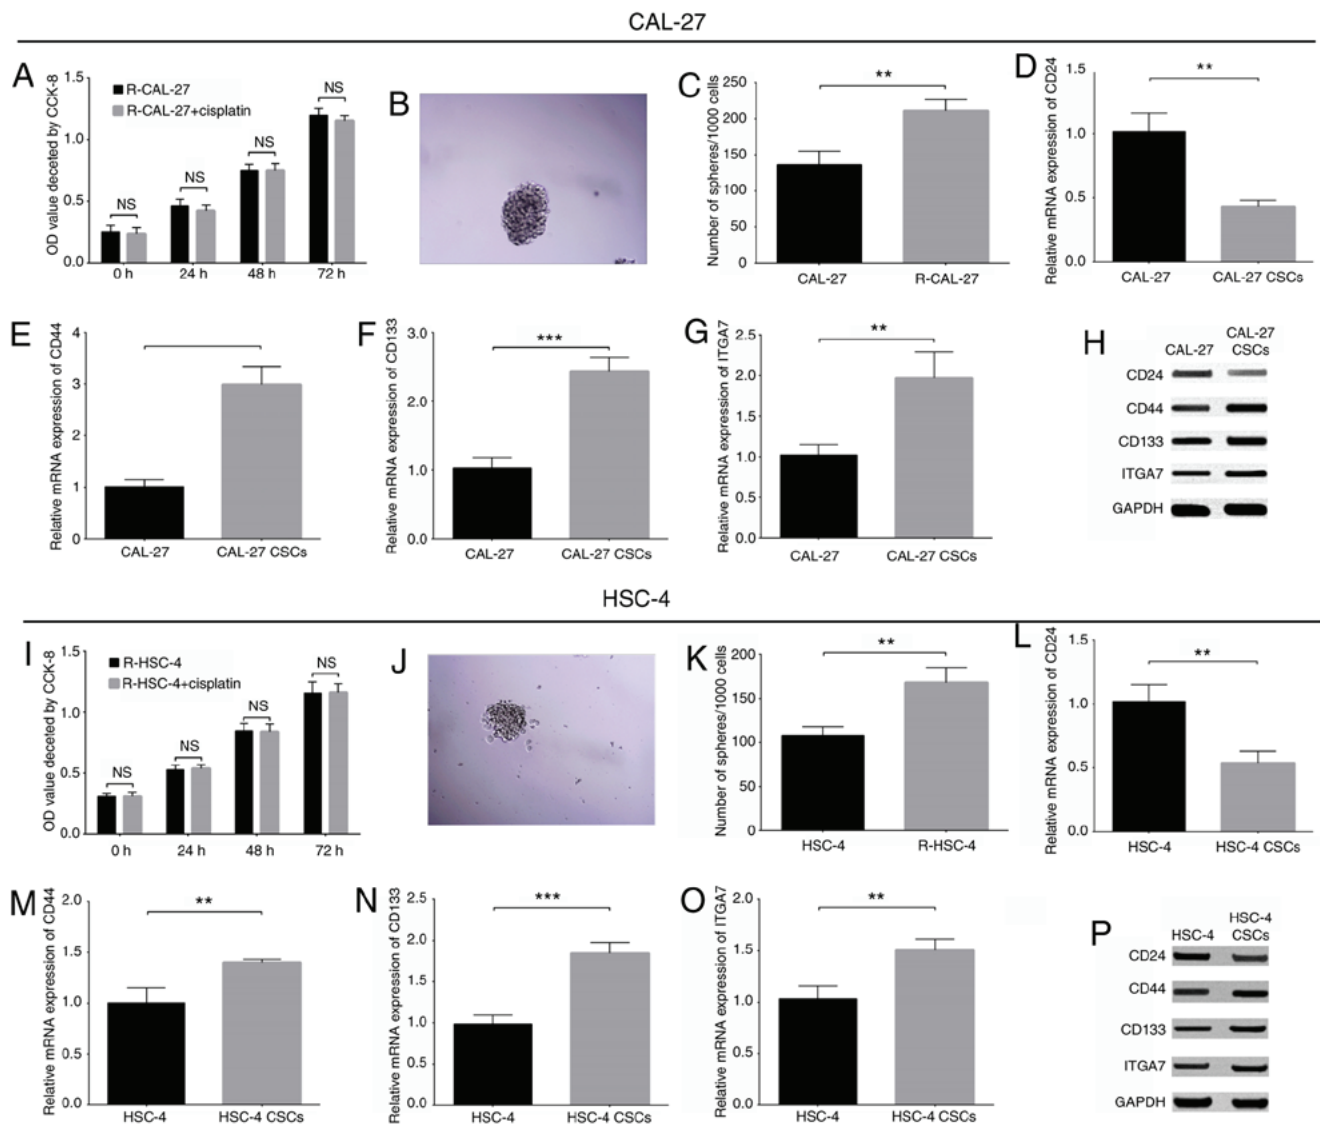 CAL-27
A
OD value deceted by CCK-8
1.5
1.0
0.5
0.0
R-CAL-27
R-CAL-27+cisplatin
NS
NS
NS
NS
0 h
24 h
48 h
72 h
B
C
Number of spheres/1000 cells
250
200
150
100
50
0
**
CAL-27
R-CAL-27
D
Relative mRNA expression of CD24
1.5
1.0
0.5
0.0
**
CAL-27
CAL-27 CSCs
E
Relative mRNA expression of CD44
4
3
2
1
0
CAL-27
CAL-27 CSCs
F
Relative mRNA expression of CD133
3.0
2.0
1.0
0.0
***
CAL-27
CAL-27 CSCs
G
Relative mRNA expression of ITGA7
2.5
2.0
1.5
1.0
0.5
0.0
**
CAL-27
CAL-27 CSCs
H
CAL-27
CAL-27
CSCs
CD24
CD44
CD133
ITGA7
GAPDH
HSC-4
I
OD value deceted by CCK-8
1.5
1.0
0.5
0.0
R-HSC-4
R-HSC-4+cisplatin
NS
NS
NS
NS
0 h
24 h
48 h
72 h
J
K
Number of spheres/1000 cells
200
150
100
50
0
**
HSC-4
R-HSC-4
L
Relative mRNA expression of CD24
1.5
1.0
0.5
0.0
**
HSC-4
HSC-4 CSCs
M
Relative mRNA expression of CD44
2.0
1.5
1.0
0.5
0.0
**
HSC-4
HSC-4 CSCs
N
Relative mRNA expression of CD133
2.5
2.0
1.5
1.0
0.5
0.0
***
HSC-4
HSC-4 CSCs
O
Relative mRNA expression of ITGA7
2.0
1.5
1.0
0.5
0.0
**
HSC-4
HSC-4 CSCs
P
HSC-4
HSC-4
CSCs
CD24
CD44
CD133
ITGA7
GAPDH